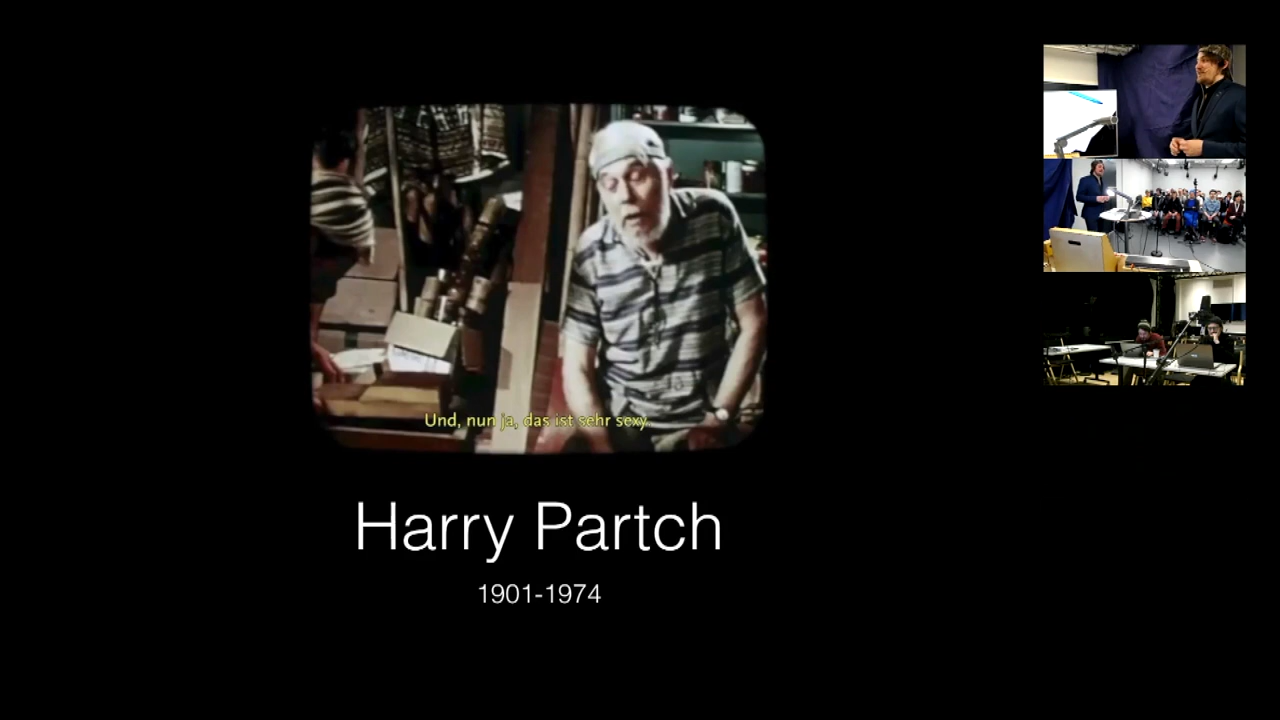 Und, nun ja, das ist sehr sexy.
Harry Partch
1901-1974